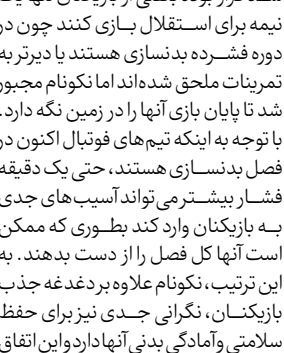 نیمه برای استقلال بازی کنند چون در
دوره فشرده بدنسازی هستند یا دیرتر به
تمرینات ملحق شده‌اند اما نکونام مجبور
شد تا پایان بازی آنها را در زمین نگه دارد.
با توجه به اینکه تیم‌های فوتبال اکنون در
فصل بدنسازی هستند، حتی یک دقیقه
فشار بیشتر می‌تواند آسیب‌های جدی
به بازیکنان وارد کند بطوری که ممکن
است آنها کل فصل را از دست بدهند. به
این ترتیب، نکونام علاوه بر دغدغه جذب
بازیکنان، نگرانی جدی نیز برای حفظ
سلامتی و آمادگی بدنی آنها دارد و این اتفاق